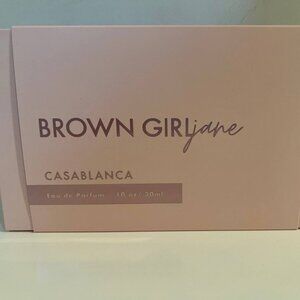 BROWN GIRL jane
CASABLANCA
Eau de Parfum 1.0 oz/30ml